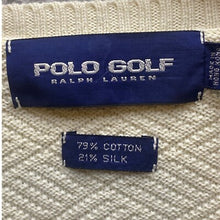 POLO GOLF
RALPH LAUREN
79% COTTON
21% SILK